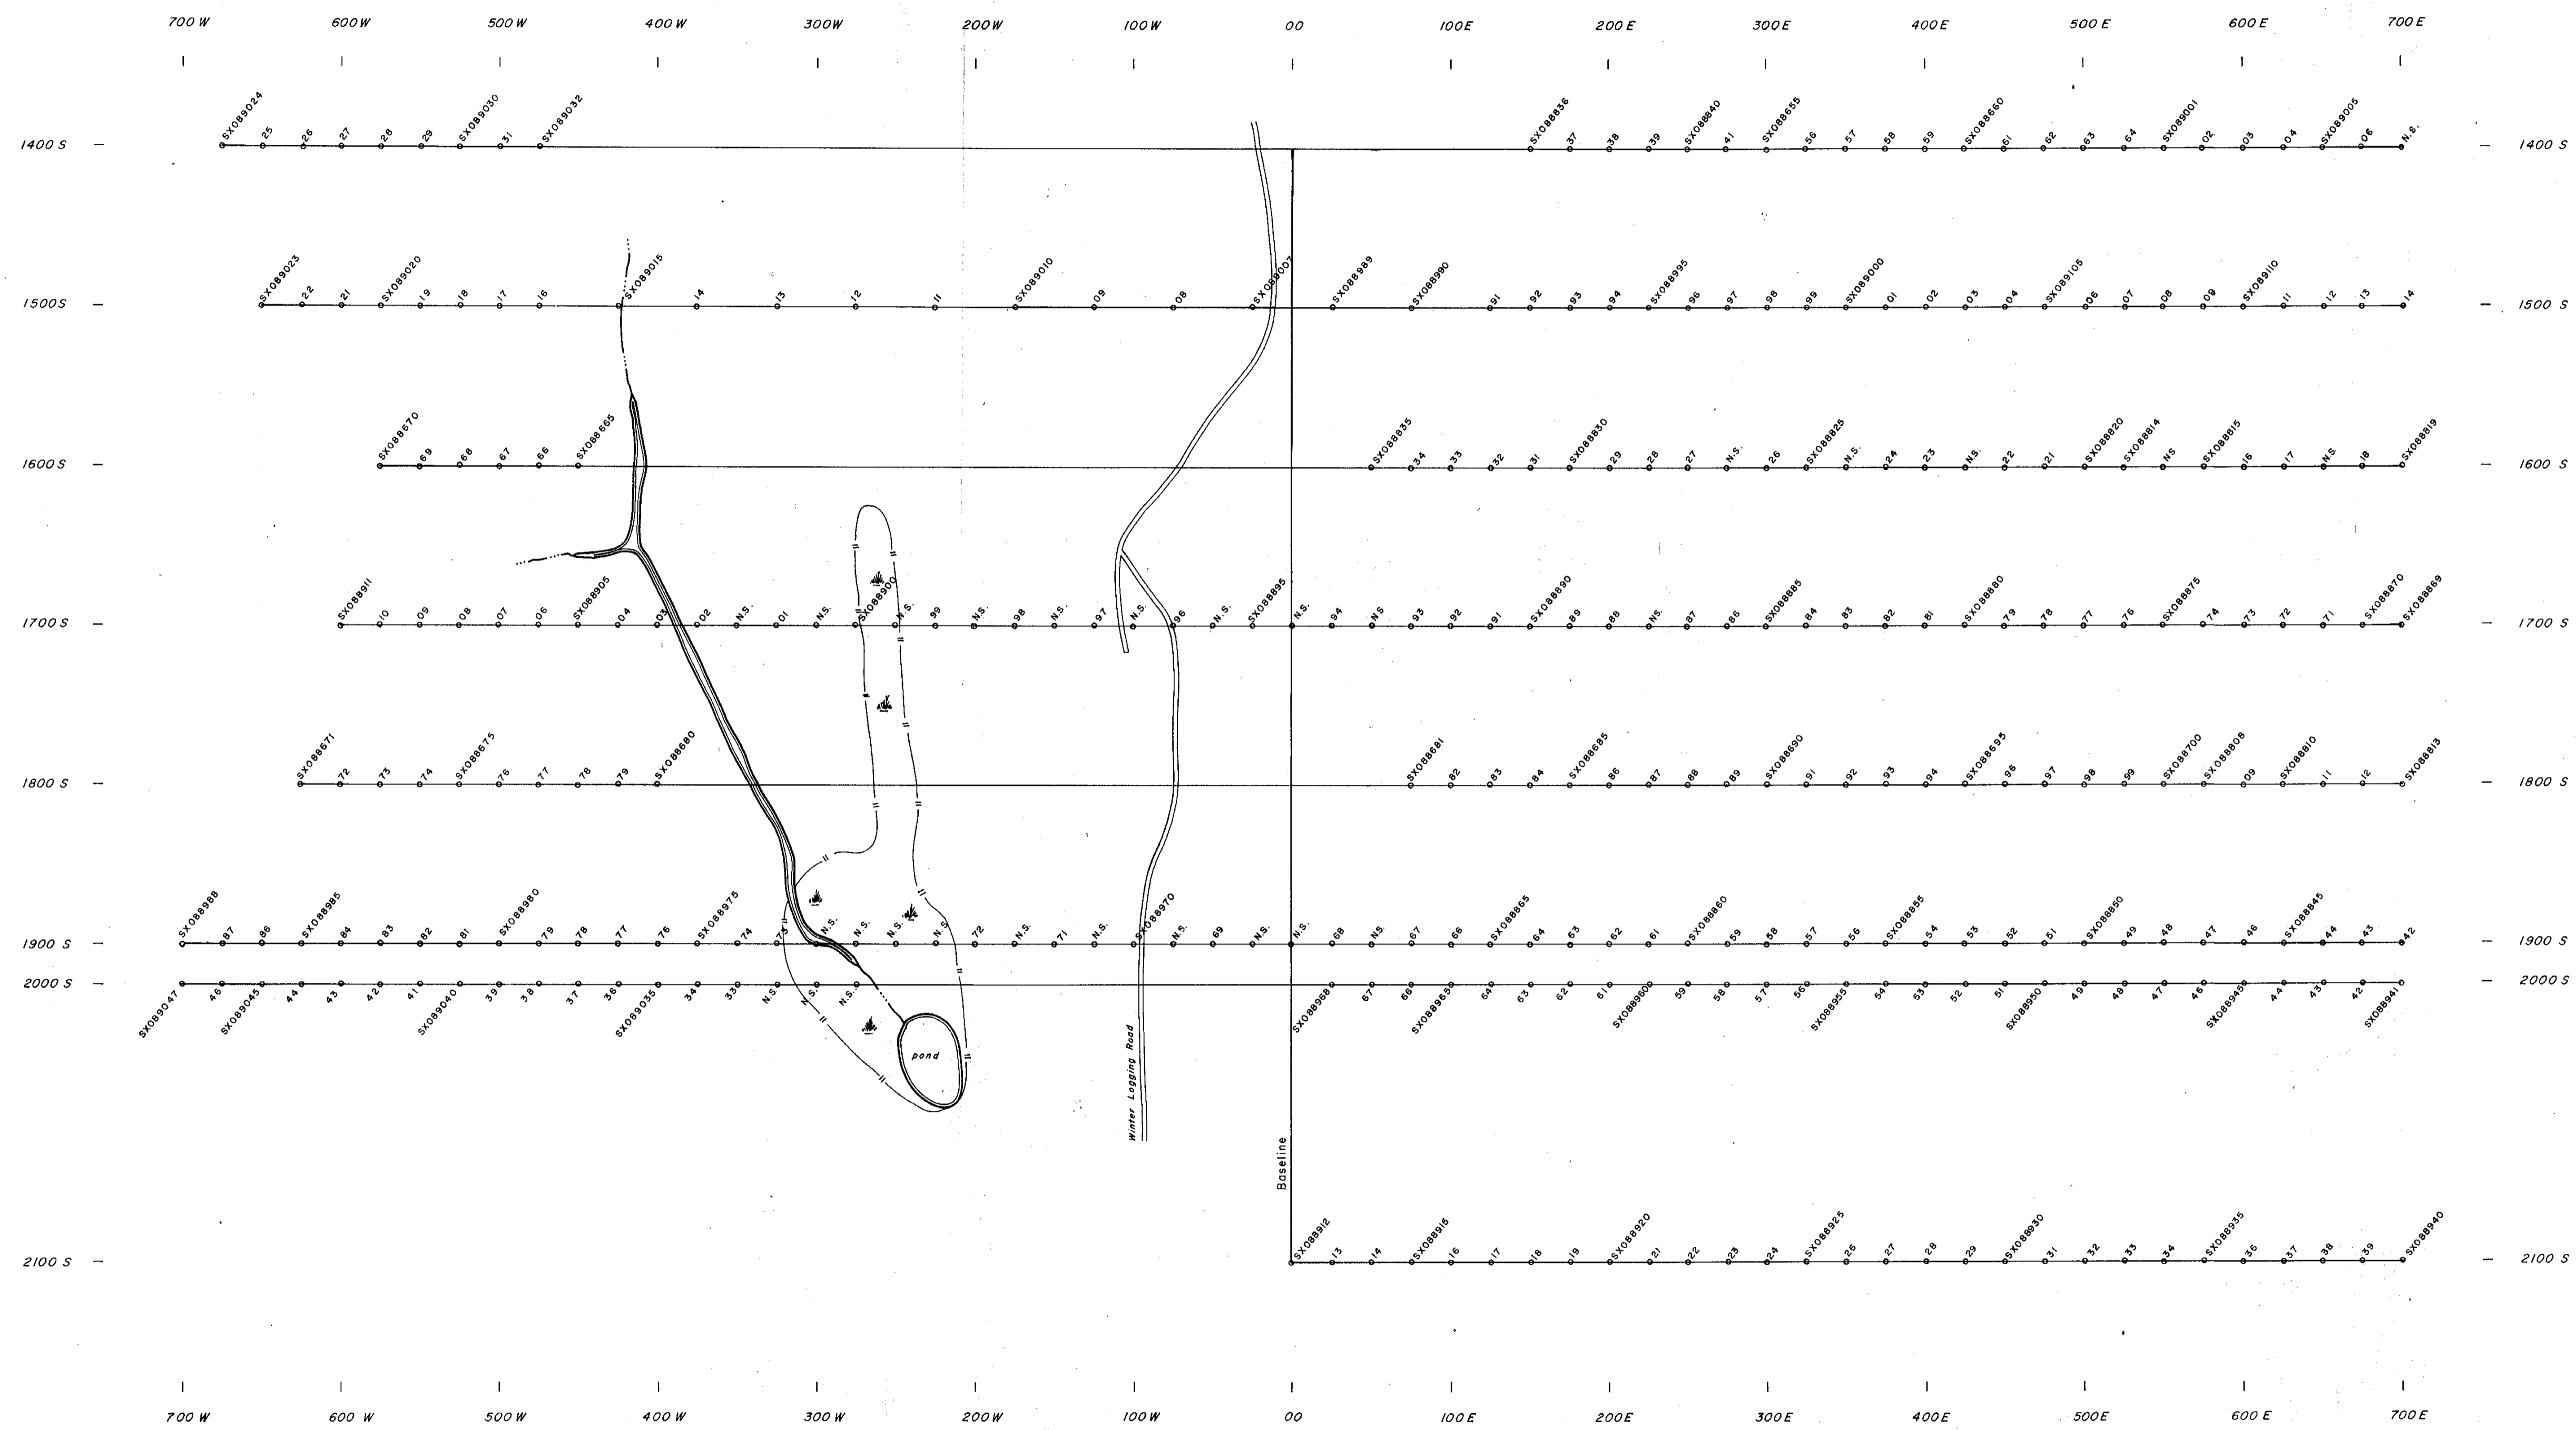 700 W 600 W 500 W 400 W 300 W 200 W 100 W 00 100 E 200 E 300 E 400 E 500 E 600 E 700 E
1400 S SX089024 25 26 27 28 29 SX089030 31 SX089032 SX088836 37 38 39 SX088840 41 SX088655 56 57 58 59 SX088660 61 62 63 64 SX089001 02 03 04 SX089005 06 N.S. 1400 S
1500 S SX089023 22 21 SX089020 19 18 17 16 SX089015 14 13 12 11 SX089010 09 08 SX089007 SX088989 SX088990 91 92 93 94 SX088995 96 97 98 99 SX089000 01 02 03 04 SX089105 06 07 08 09 SX089110 11 12 13 14 1500 S
1600 S SX088670 69 68 67 66 SX088665 SX088835 34 33 32 31 SX088830 29 28 27 N.S. 26 SX088825 N.S. 24 23 N.S. 22 21 SX088820 SX088814 NS SX088815 16 17 NS 18 SX088819 1600 S
1700 S SX088911 10 09 08 07 06 SX088905 04 03 02 N.S. 01 N.S. SX088900 N.S. 99 N.S. 98 N.S. 97 N.S. 96 N.S. SX088895 N.S. 94 NS 93 92 91 SX088890 89 88 NS. 87 86 SX088885 84 83 82 81 SX088880 79 78 77 76 SX088875 74 73 72 71 SX088870 SX088869 1700 S
1800 S SX088671 72 73 74 SX088675 76 77 78 79 SX088680 SX088681 82 83 84 SX088685 86 87 88 89 SX088690 91 92 93 94 SX088695 96 97 98 99 SX088700 SX088808 09 SX088810 11 12 SX088813 1800 S
1900 S SX088988 87 86 SX088985 84 83 82 81 SX088980 79 78 77 76 SX088975 74 73 N.S. N.S. N.S. N.S 72 N.S. 71 N.S. SX088970 N.S. 69 N.S. N.S. 68 NS. 67 66 SX088865 64 63 62 61 SX088860 59 58 57 56 SX088855 54 53 52 51 SX088850 49 48 47 46 SX088845 44 43 42 1900 S
2000 S SX089047 46 SX089045 44 43 42 41 SX089040 39 38 37 36 SX089035 34 33 N.S. N.S. N.S. SX088968 67 66 SX088965 64 63 62 61 SX088960 59 58 57 56 SX088955 54 53 52 51 SX088950 49 48 47 46 SX088945 44 43 42 SX088941 2000 S
pond
Winter Logging Road
Baseline
2100 S SX088912 13 14 SX088915 16 17 18 19 SX088920 21 22 23 24 SX088925 26 27 28 29 SX088930 31 32 33 34 SX088935 36 37 38 39 SX088940 2100 S
700 W 600 W 500 W 400 W 300 W 200 W 100 W 00 100 E 200 E 300 E 400 E 500 E 600 E 700 E